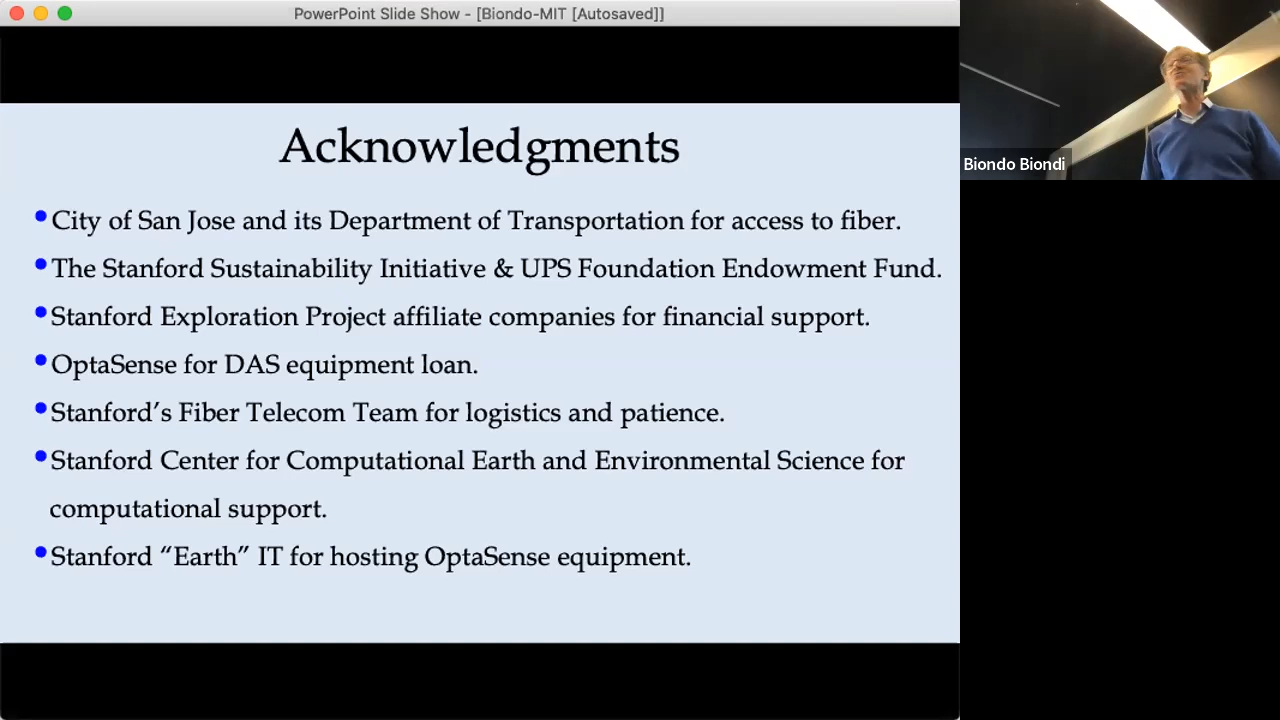 PowerPoint Slide Show - [Biondo-MIT [Autosaved]]
Acknowledgments
•City of San Jose and its Department of Transportation for access to fiber.
•The Stanford Sustainability Initiative & UPS Foundation Endowment Fund.
•Stanford Exploration Project affiliate companies for financial support.
•OptaSense for DAS equipment loan.
•Stanford’s Fiber Telecom Team for logistics and patience.
•Stanford Center for Computational Earth and Environmental Science for
computational support.
•Stanford “Earth” IT for hosting OptaSense equipment.
Biondo Biondi